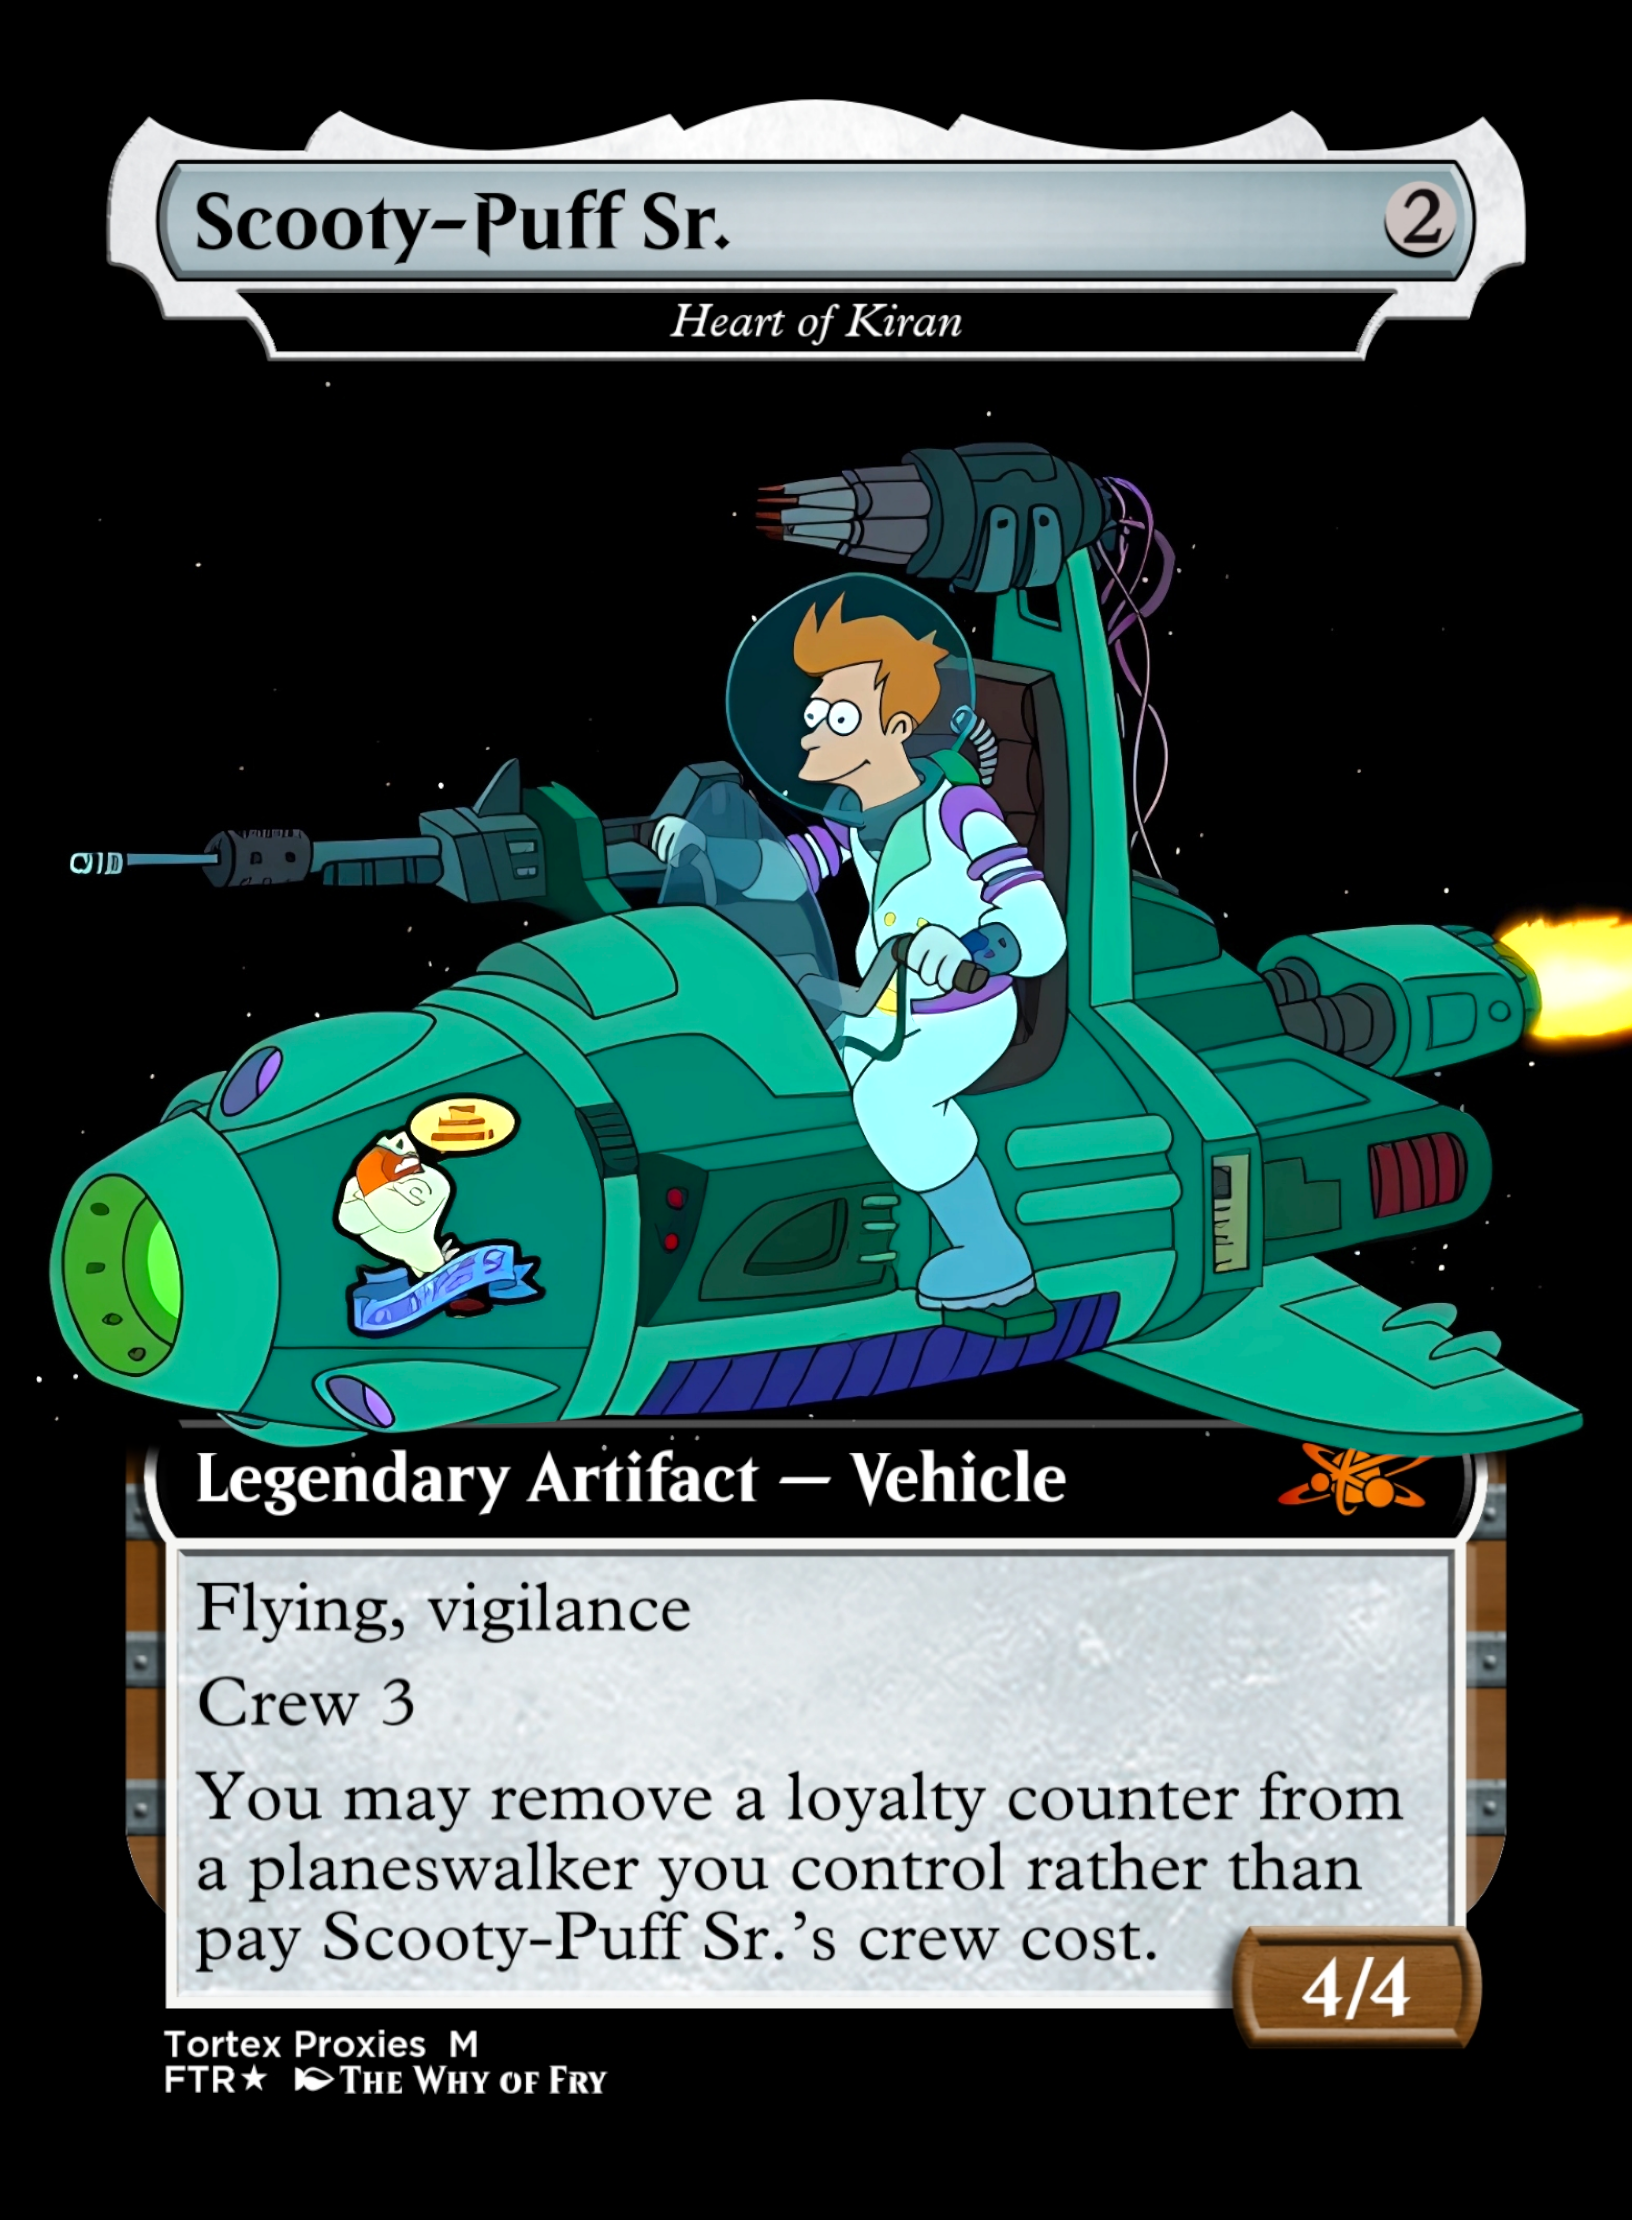 Scooty-Puff Sr.
2
Heart of Kiran
Legendary Artifact — Vehicle
Flying, vigilance
Crew 3
You may remove a loyalty counter from
a planeswalker you control rather than
pay Scooty-Puff Sr.'s crew cost.
4/4
Tortex Proxies M
FTR★ THE WHY OF FRY